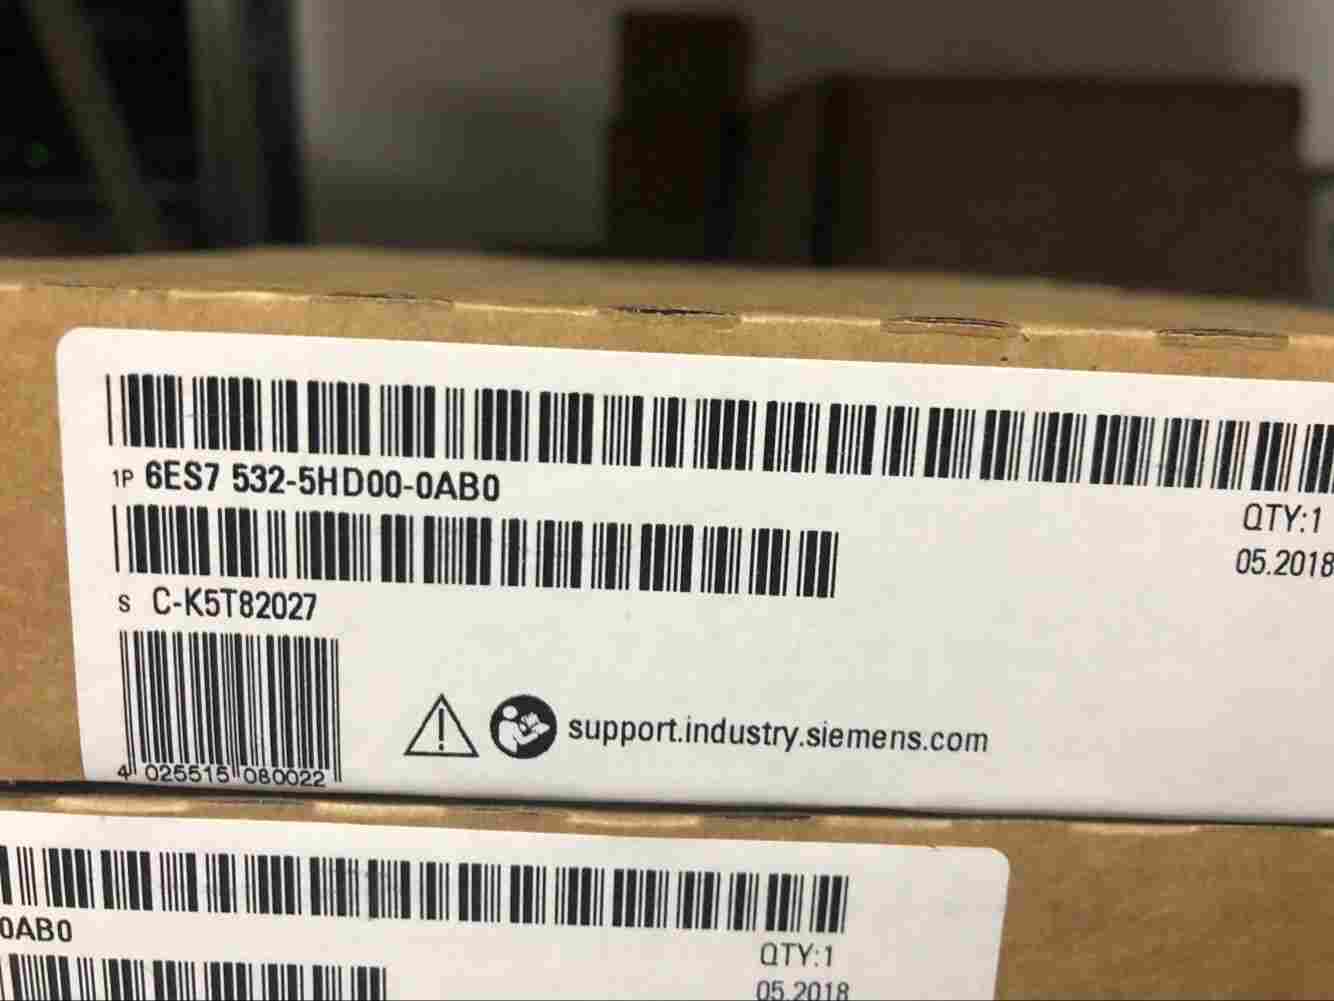 1P 6ES7 532-5HD00-0AB0
QTY:1
05.2018
S C-K5T82027
4 025515 080022
support.industry.siemens.com
0AB0
QTY:1
05.2018